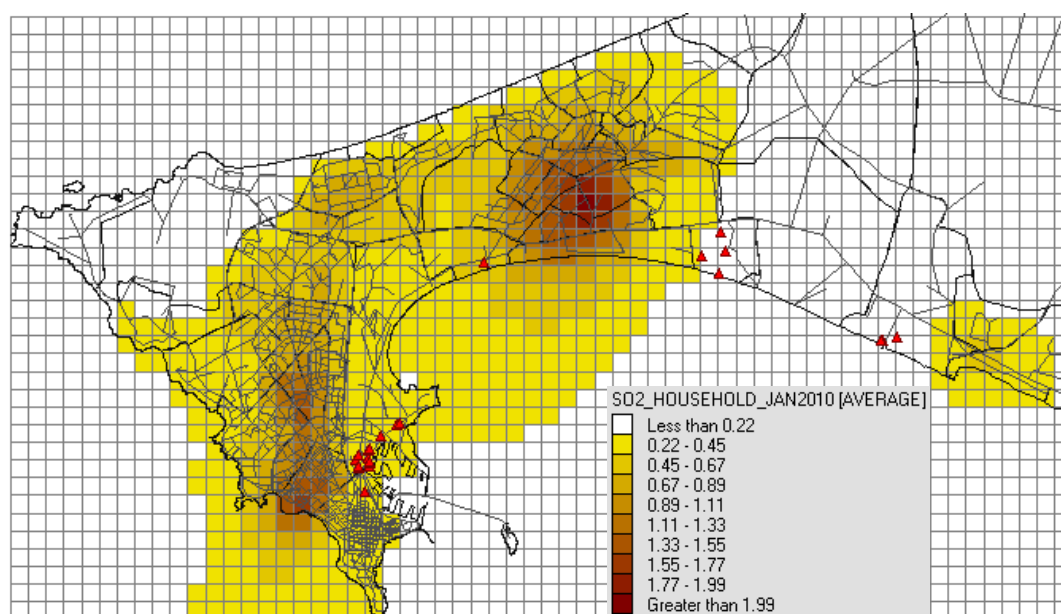 SO2_HOUSEHOLD_JAN2010 [AVERAGE]
Less than 0.22
0.22 - 0.45
0.45 - 0.67
0.67 - 0.89
0.89 - 1.11
1.11 - 1.33
1.33 - 1.55
1.55 - 1.77
1.77 - 1.99
Greater than 1.99